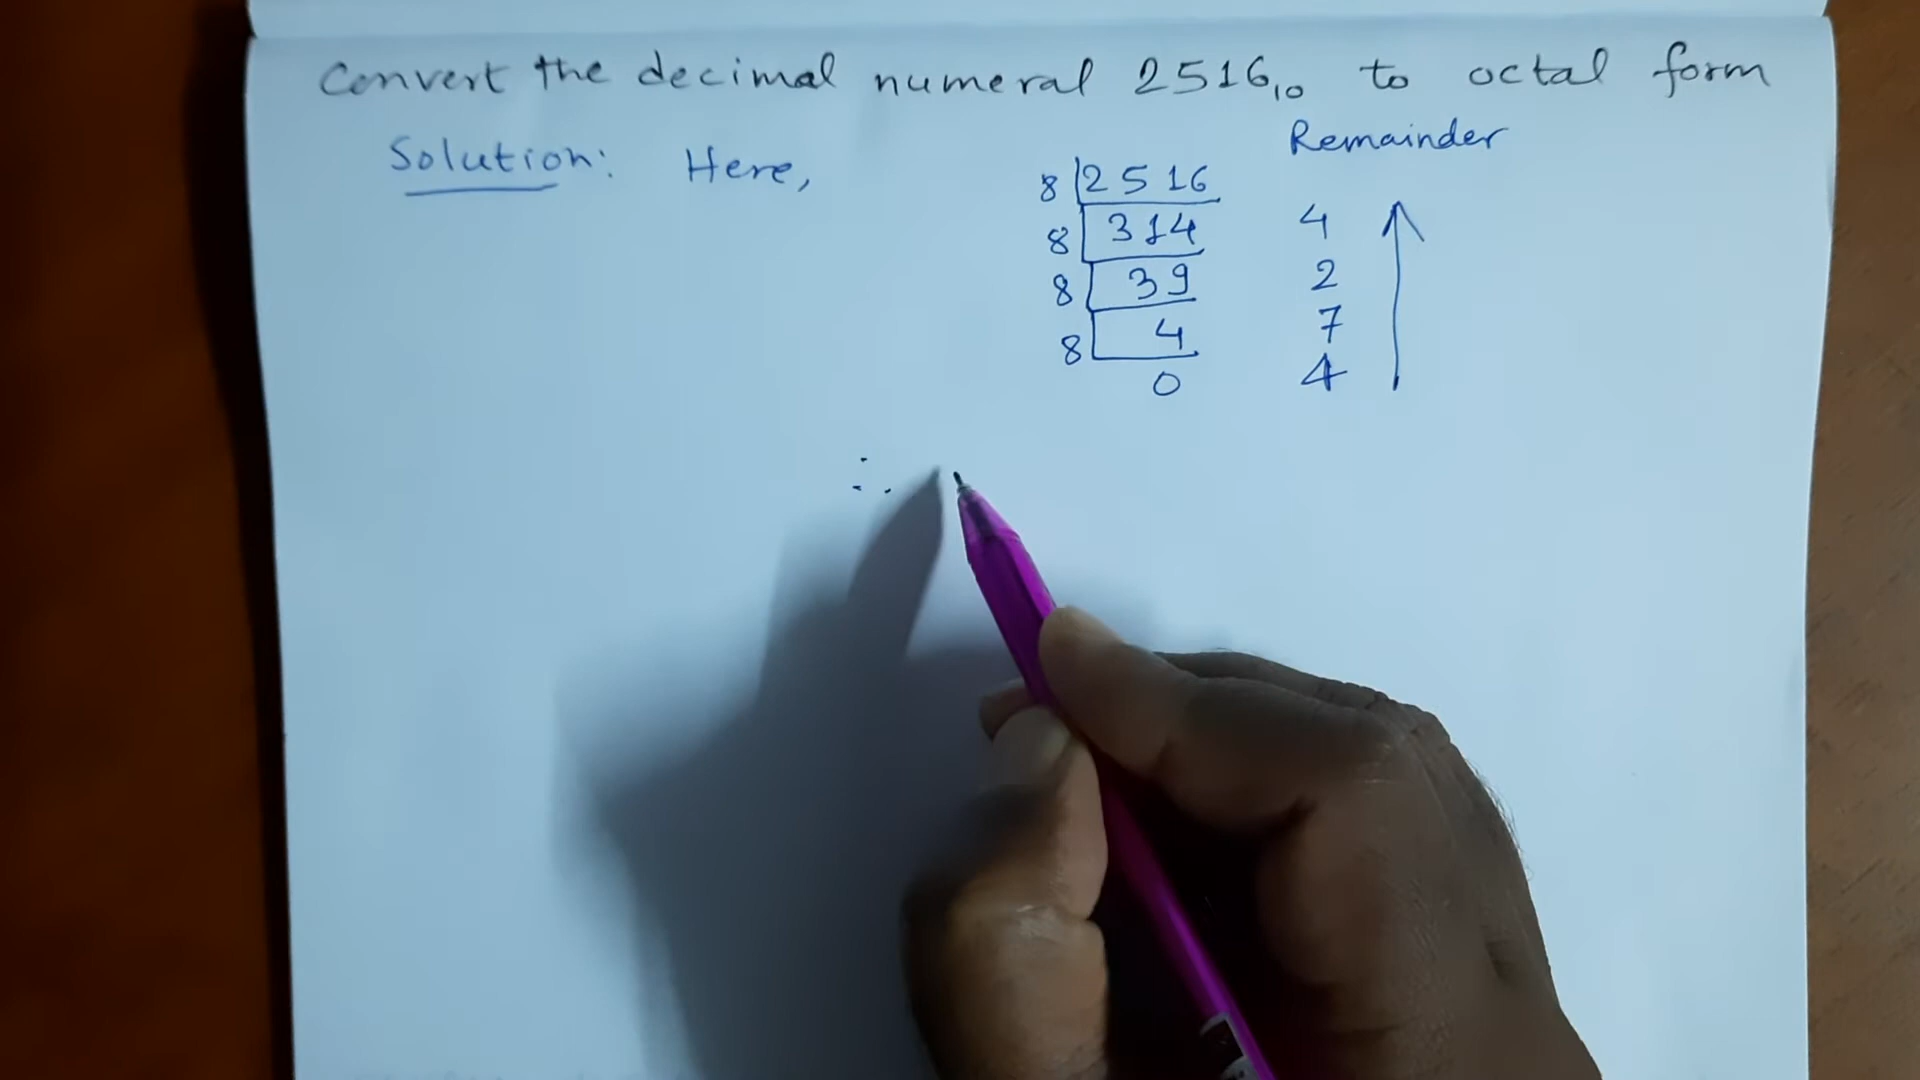 Convert the decimal numeral 2516₁₀ to octal form
Solution: Here,
Remainder
8 2516
8 314 4
8 39 2
8 4 7
0 4
∴